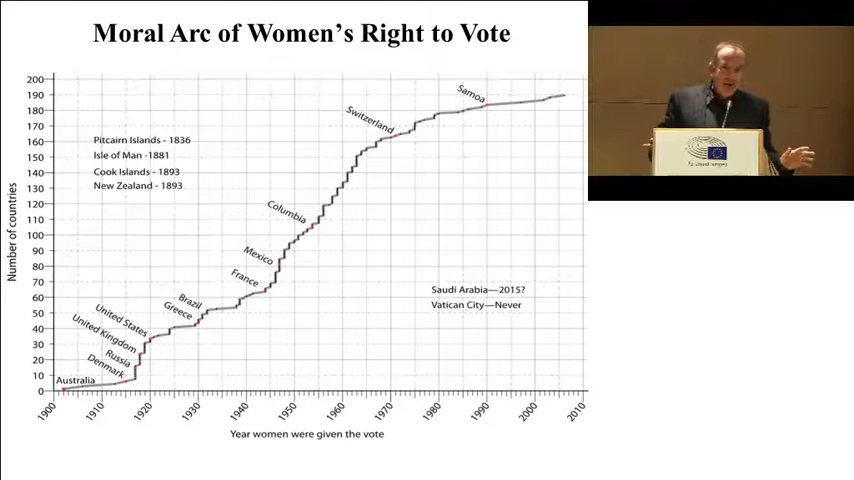 Moral Arc of Women's Right to Vote
Number of countries
200
190
180
170
160
150
140
130
120
110
100
90
80
70
60
50
40
30
20
10
0
Pitcairn Islands - 1836
Isle of Man -1881
Cook Islands - 1893
New Zealand - 1893
Samoa
Switzerland
Columbia
Mexico
France
Brazil
Greece
United States
United Kingdom
Russia
Denmark
Australia
Saudi Arabia—2015?
Vatican City—Never
1900
1910
1920
1930
1940
1950
1960
1970
1980
1990
2000
2010
Year women were given the vote